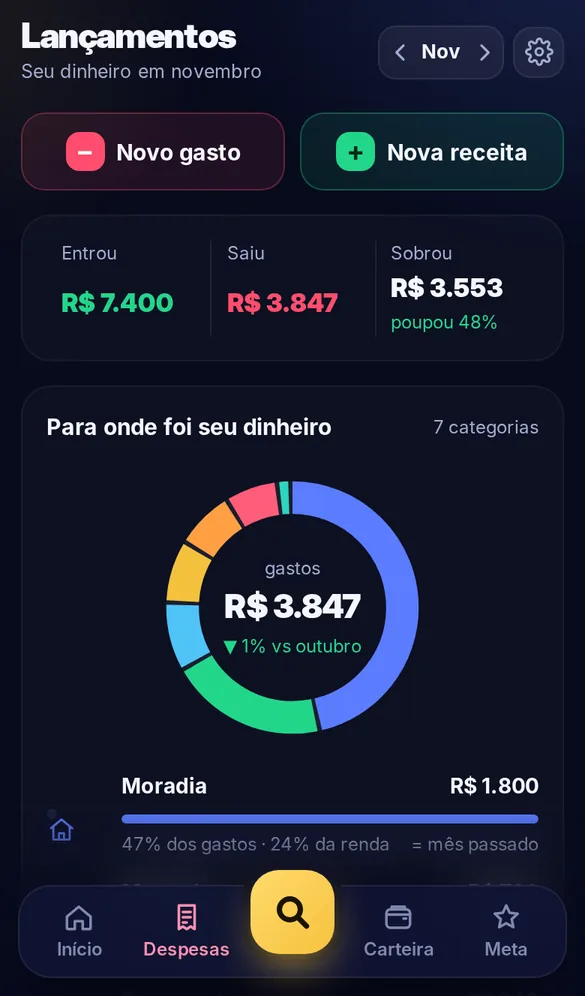 Lançamentos
Seu dinheiro em novembro
Nov
Novo gasto
Nova receita
Entrou
Saiu
Sobrou
R$ 7.400
R$ 3.847
R$ 3.553
poupou 48%
Para onde foi seu dinheiro
7 categorias
gastos
R$ 3.847
▼ 1% vs outubro
Moradia
R$ 1.800
47% dos gastos · 24% da renda
= mês passado
Início
Despesas
Carteira
Meta